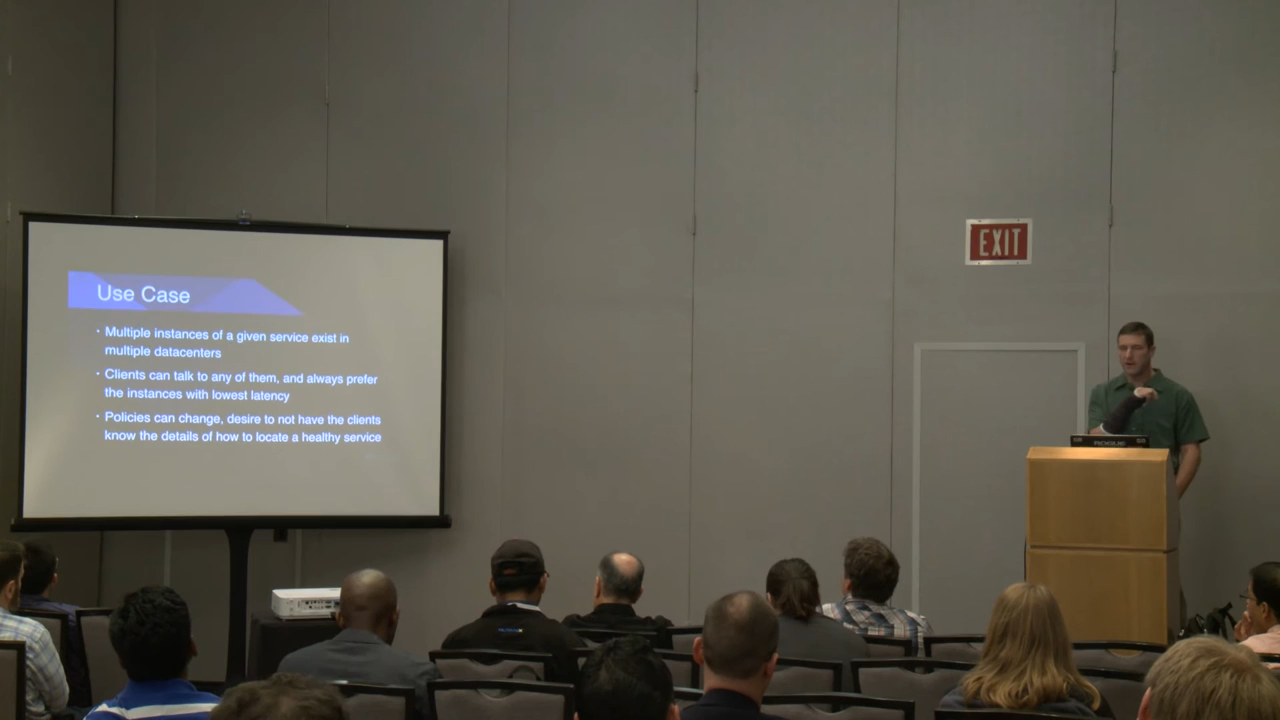 Use Case
• Multiple instances of a given service exist in
multiple datacenters
• Clients can talk to any of them, and always prefer
the instances with lowest latency
• Policies can change, desire to not have the clients
know the details of how to locate a healthy service
EXIT